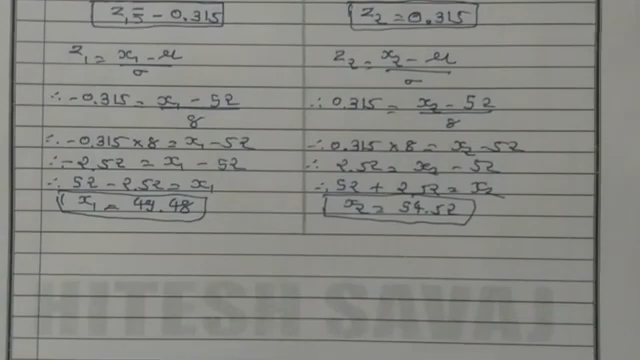 z₁ = - 0.315
z₁ = x₁ - μ / σ
∴ -0.315 = x₁ - 52 / 8
∴ -0.315 × 8 = x₁ - 52
∴ -2.52 = x₁ - 52
∴ 52 - 2.52 = x₁
x₁ = 49.48
z₂ = 0.315
z₂ = x₂ - μ / σ
∴ 0.315 = x₂ - 52 / 8
∴ 0.315 × 8 = x₂ - 52
∴ 2.52 = x₂ - 52
∴ 52 + 2.52 = x₂
x₂ = 54.52
HITESH SAVAJ